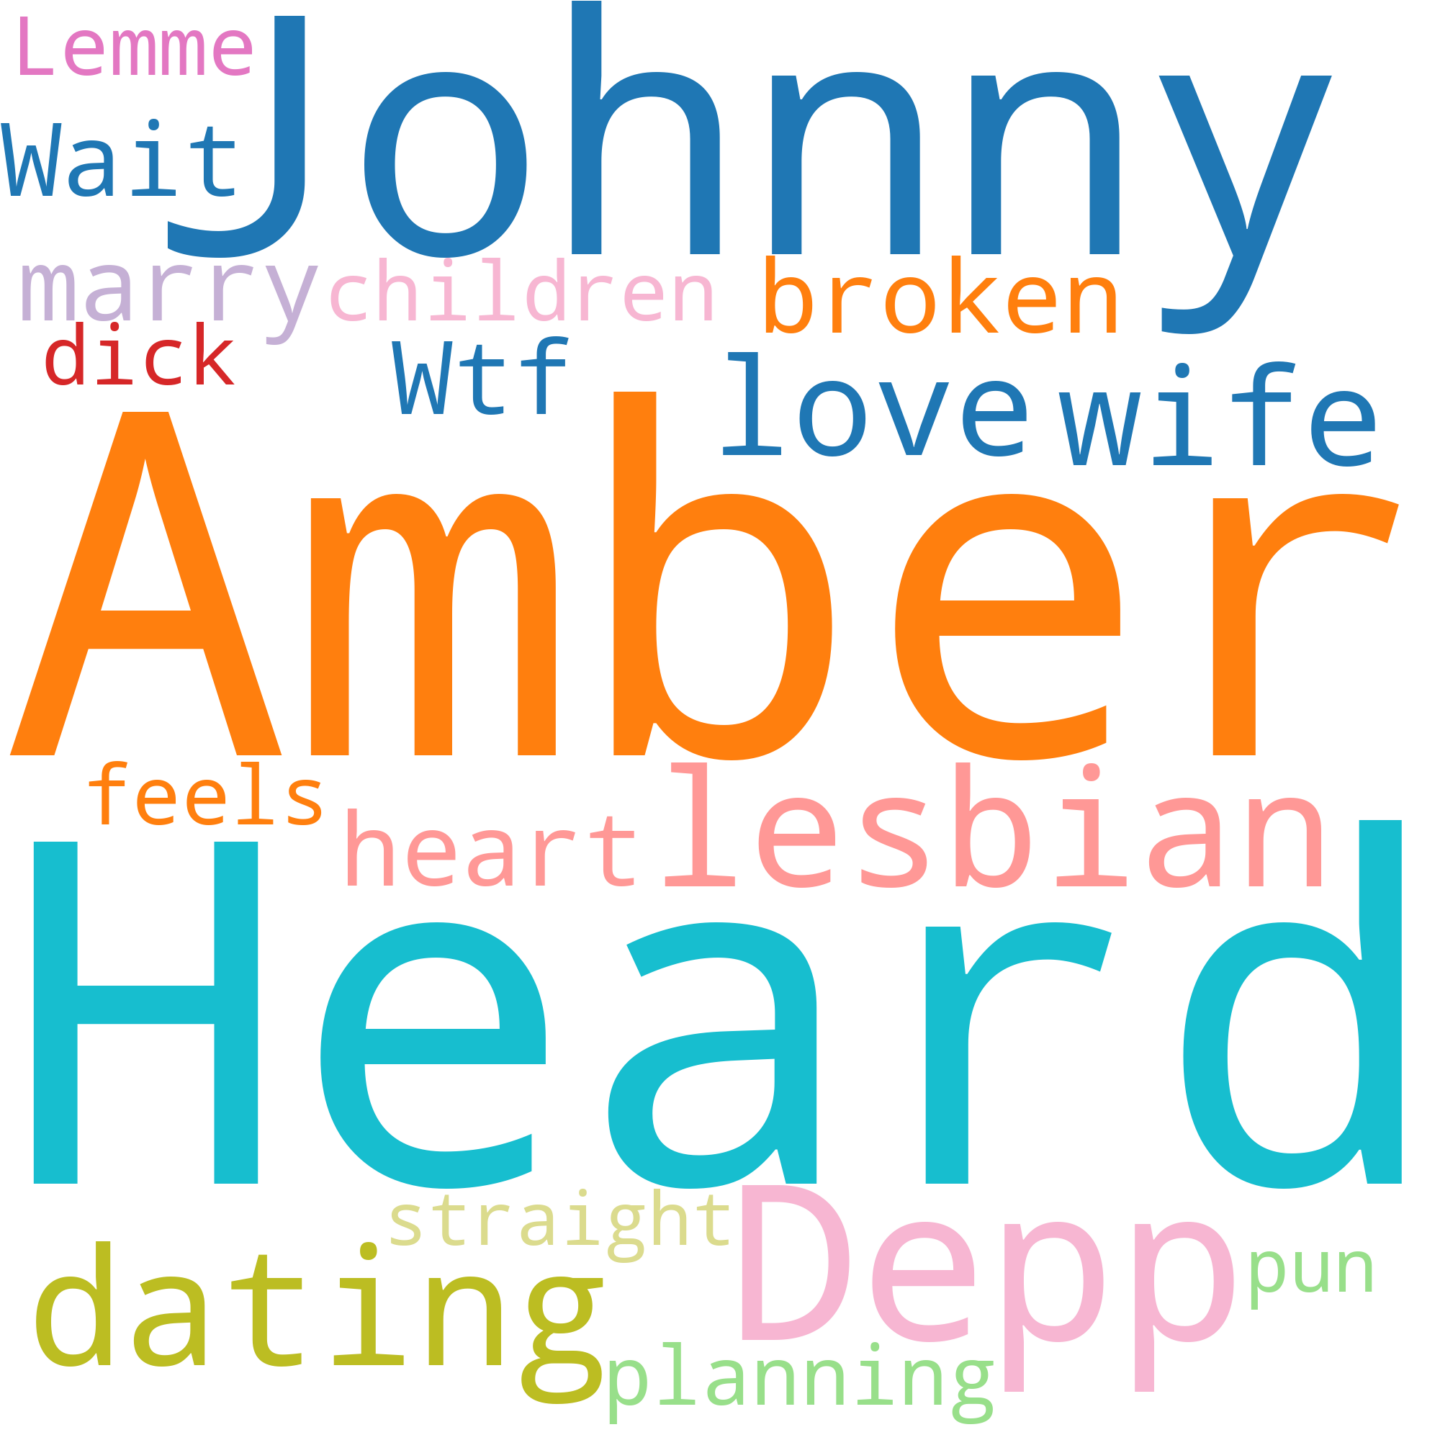 Lemme
Johnny
Wait
marry children broken
dick Wtf love wife
Amber
feels heart lesbian
Heard
straight Depp
dating pun
planning